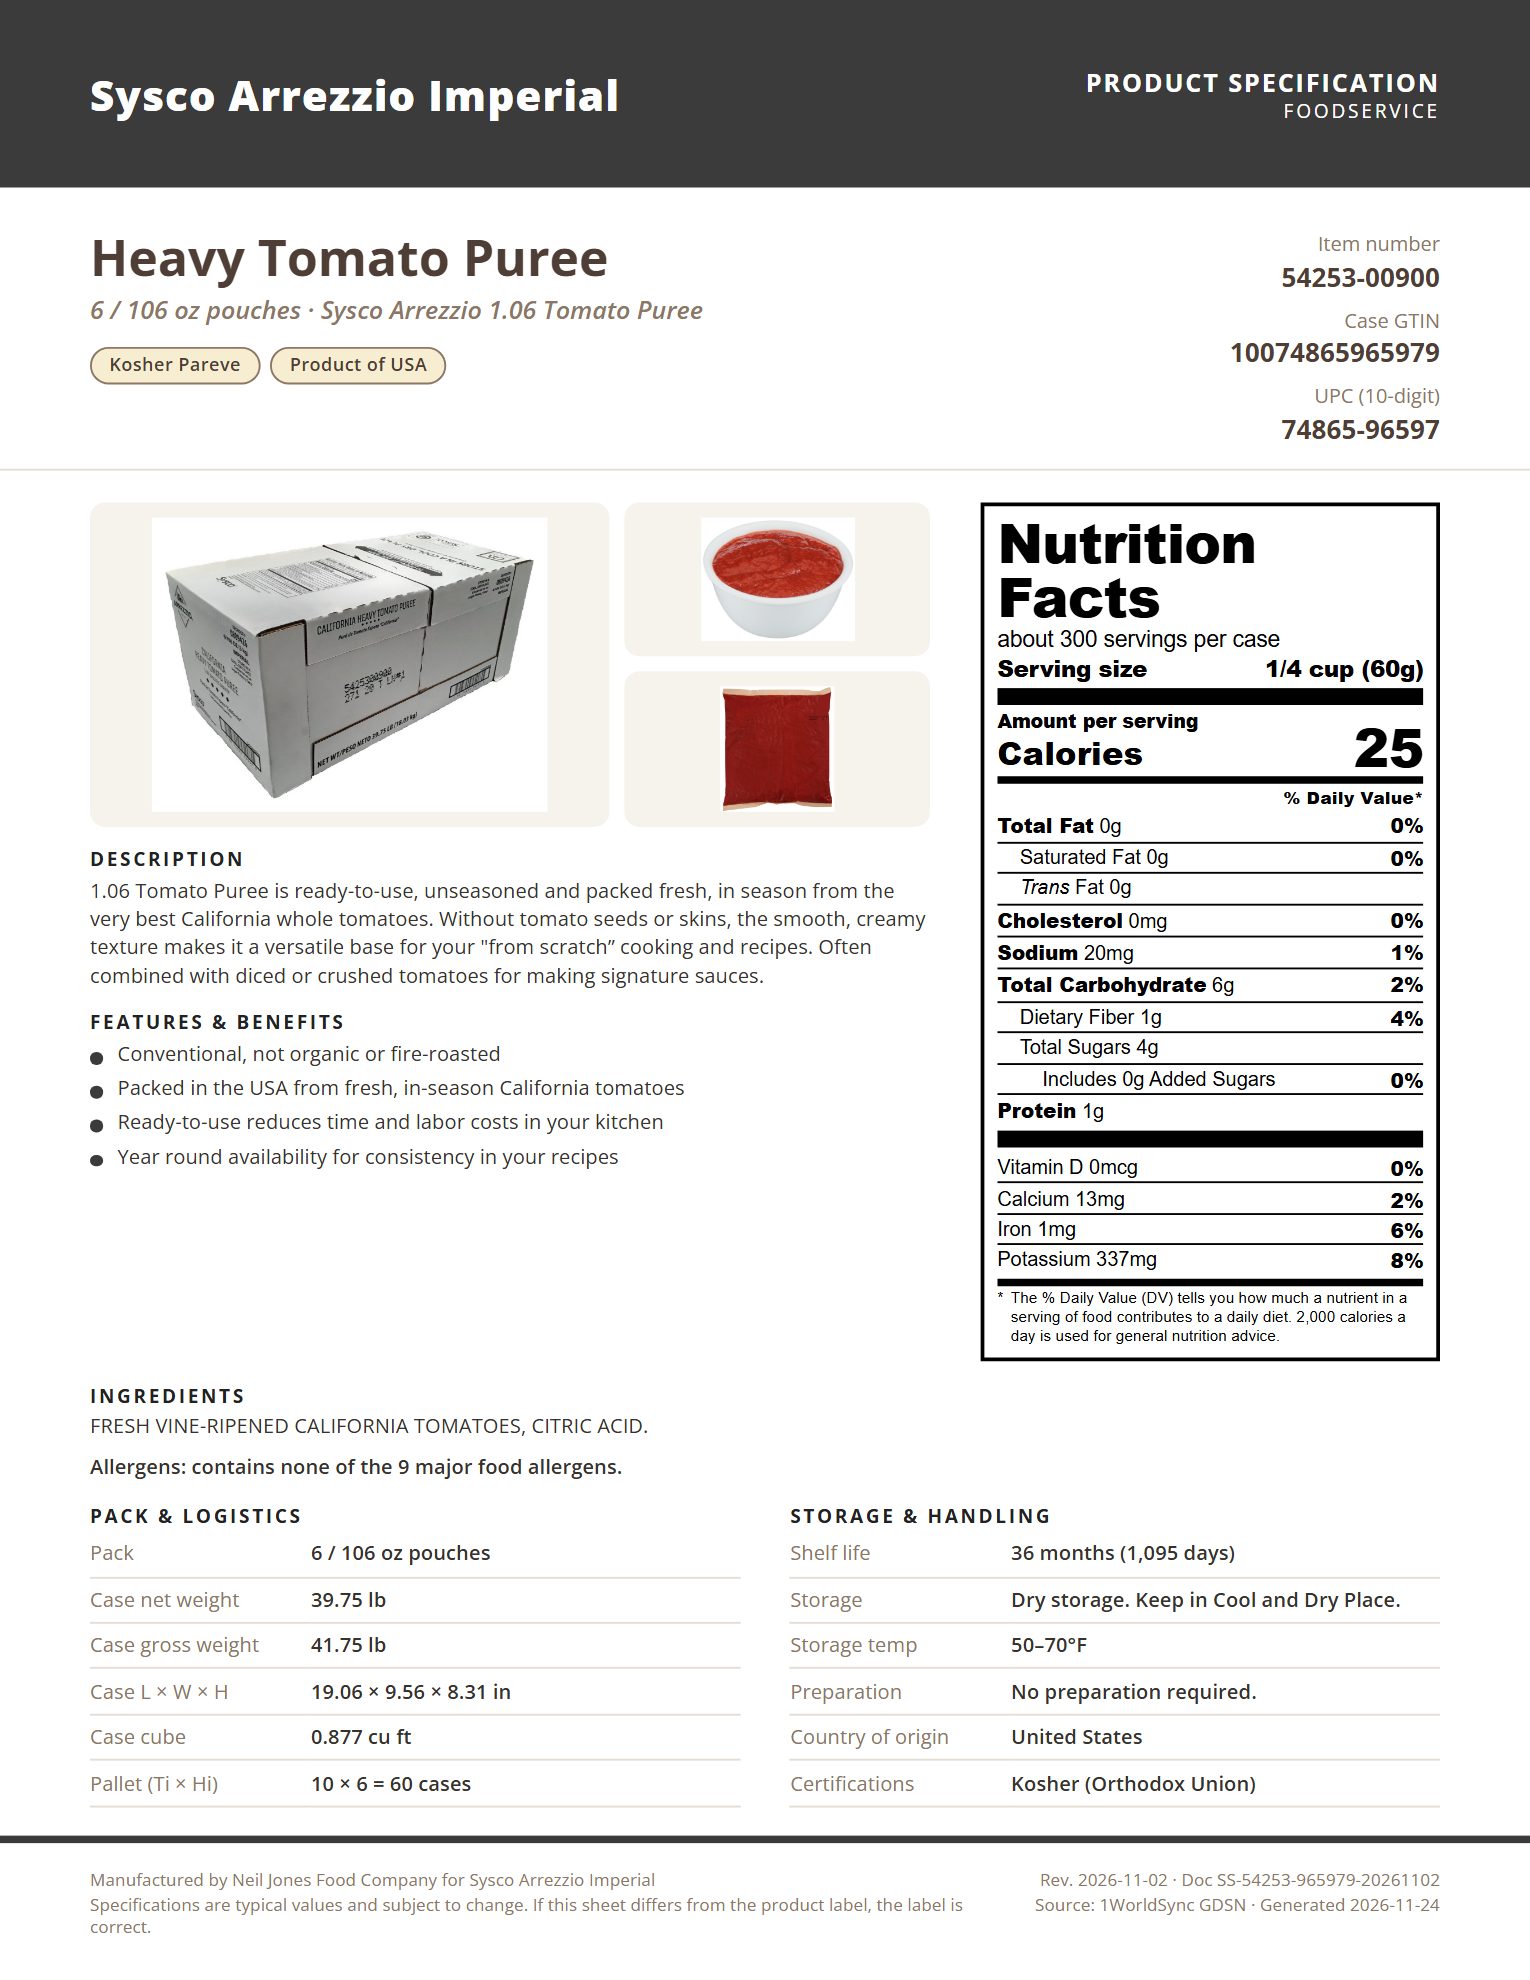 Sysco Arrezzio Imperial
PRODUCT SPECIFICATION
FOODSERVICE
Heavy Tomato Puree
6 / 106 oz pouches · Sysco Arrezzio 1.06 Tomato Puree
Kosher Pareve
Product of USA
Item number
54253-00900
Case GTIN
10074865965979
UPC (10-digit)
74865-96597
CALIFORNIA HEAVY TOMATO PUREE
5425300900
NET WT/PESO NETO 39.75 LB
DESCRIPTION
1.06 Tomato Puree is ready-to-use, unseasoned and packed fresh, in season from the
very best California whole tomatoes. Without tomato seeds or skins, the smooth, creamy
texture makes it a versatile base for your "from scratch” cooking and recipes. Often
combined with diced or crushed tomatoes for making signature sauces.
FEATURES & BENEFITS
Conventional, not organic or fire-roasted
Packed in the USA from fresh, in-season California tomatoes
Ready-to-use reduces time and labor costs in your kitchen
Year round availability for consistency in your recipes
Nutrition
Facts
about 300 servings per case
Serving size 1/4 cup (60g)
Amount per serving
Calories 25
% Daily Value*
Total Fat 0g 0%
Saturated Fat 0g 0%
Trans Fat 0g
Cholesterol 0mg 0%
Sodium 20mg 1%
Total Carbohydrate 6g 2%
Dietary Fiber 1g 4%
Total Sugars 4g
Includes 0g Added Sugars 0%
Protein 1g
Vitamin D 0mcg 0%
Calcium 13mg 2%
Iron 1mg 6%
Potassium 337mg 8%
* The % Daily Value (DV) tells you how much a nutrient in a
serving of food contributes to a daily diet. 2,000 calories a
day is used for general nutrition advice.
INGREDIENTS
FRESH VINE-RIPENED CALIFORNIA TOMATOES, CITRIC ACID.
Allergens: contains none of the 9 major food allergens.
PACK & LOGISTICS
Pack 6 / 106 oz pouches
Case net weight 39.75 lb
Case gross weight 41.75 lb
Case L × W × H 19.06 × 9.56 × 8.31 in
Case cube 0.877 cu ft
Pallet (Ti × Hi) 10 × 6 = 60 cases
STORAGE & HANDLING
Shelf life 36 months (1,095 days)
Storage Dry storage. Keep in Cool and Dry Place.
Storage temp 50–70°F
Preparation No preparation required.
Country of origin United States
Certifications Kosher (Orthodox Union)
Manufactured by Neil Jones Food Company for Sysco Arrezzio Imperial
Specifications are typical values and subject to change. If this sheet differs from the product label, the label is
correct.
Rev. 2026-11-02 · Doc SS-54253-965979-20261102
Source: 1WorldSync GDSN · Generated 2026-11-24